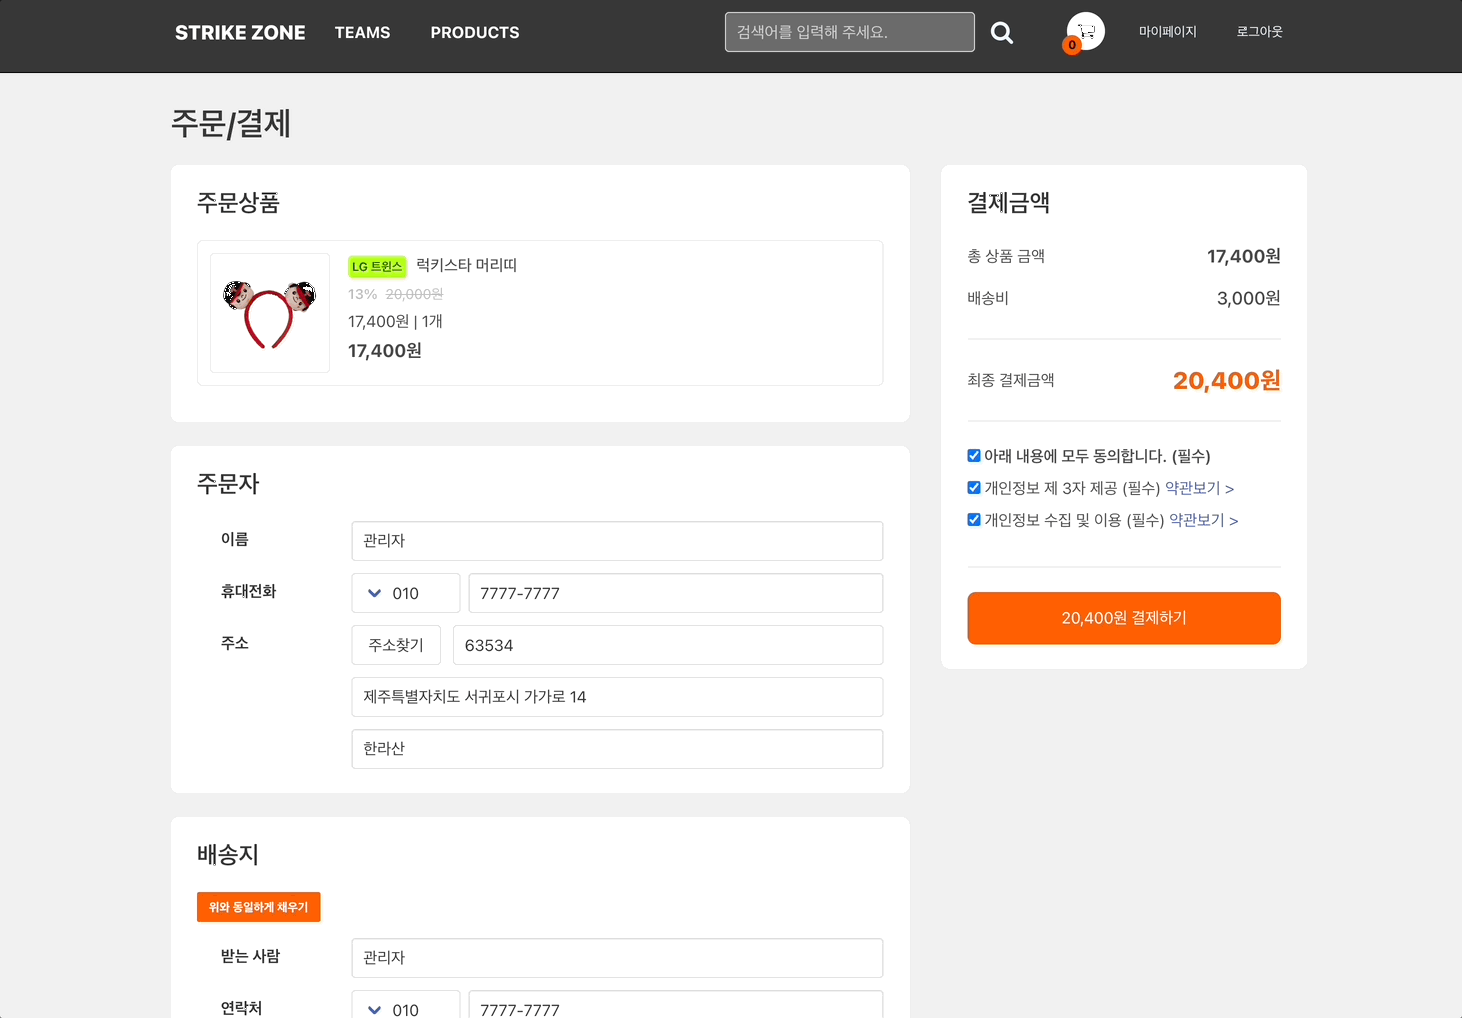 STRIKE ZONE TEAMS PRODUCTS 검색어를 입력해 주세요. 0 마이페이지 로그아웃
주문/결제
주문상품
LG 트윈스 럭키스타 머리띠
13% 20,000원
17,400원 | 1개
17,400원
주문자
이름 관리자
휴대전화 010 7777-7777
주소 주소찾기 63534
제주특별자치도 서귀포시 가가로 14
한라산
배송지
위와 동일하게 채우기
받는 사람 관리자
연락처 010 7777-7777
결제금액
총 상품 금액 17,400원
배송비 3,000원
최종 결제금액 20,400원
아래 내용에 모두 동의합니다. (필수)
개인정보 제 3자 제공 (필수) 약관보기 >
개인정보 수집 및 이용 (필수) 약관보기 >
20,400원 결제하기